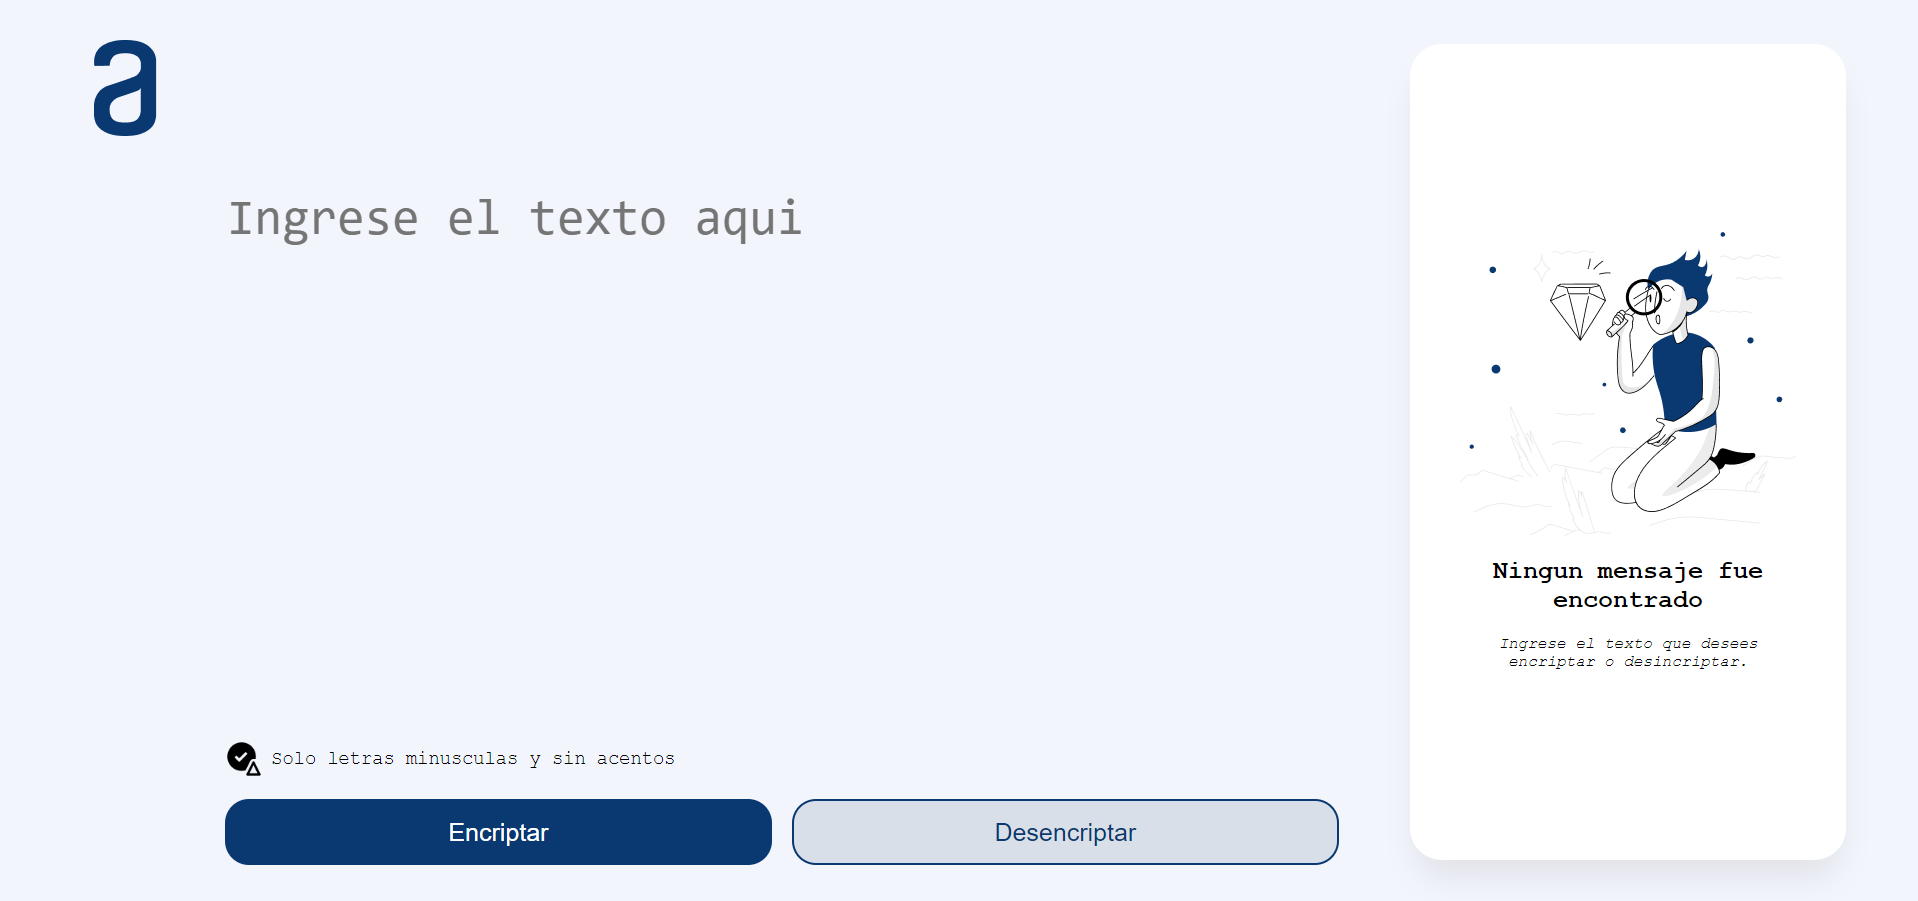 a
Ingrese el texto aqui
Solo letras minusculas y sin acentos
Encriptar
Desencriptar
Ningun mensaje fue
encontrado
Ingrese el texto que desees
encriptar o desincriptar.